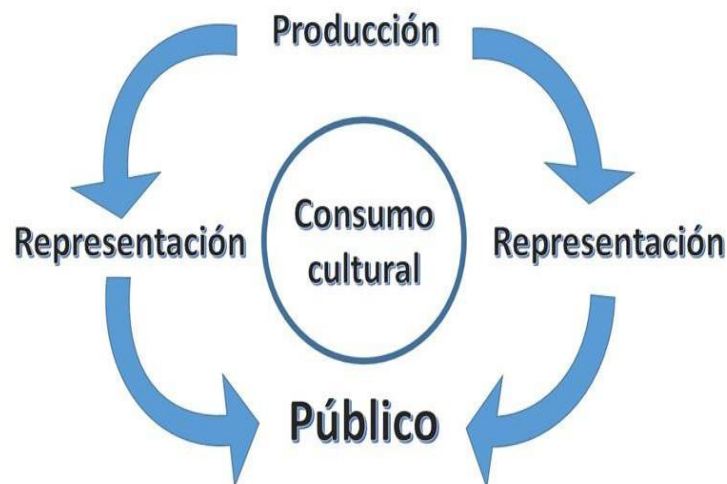 Producción
Representación
Consumo
cultural
Representación
Público